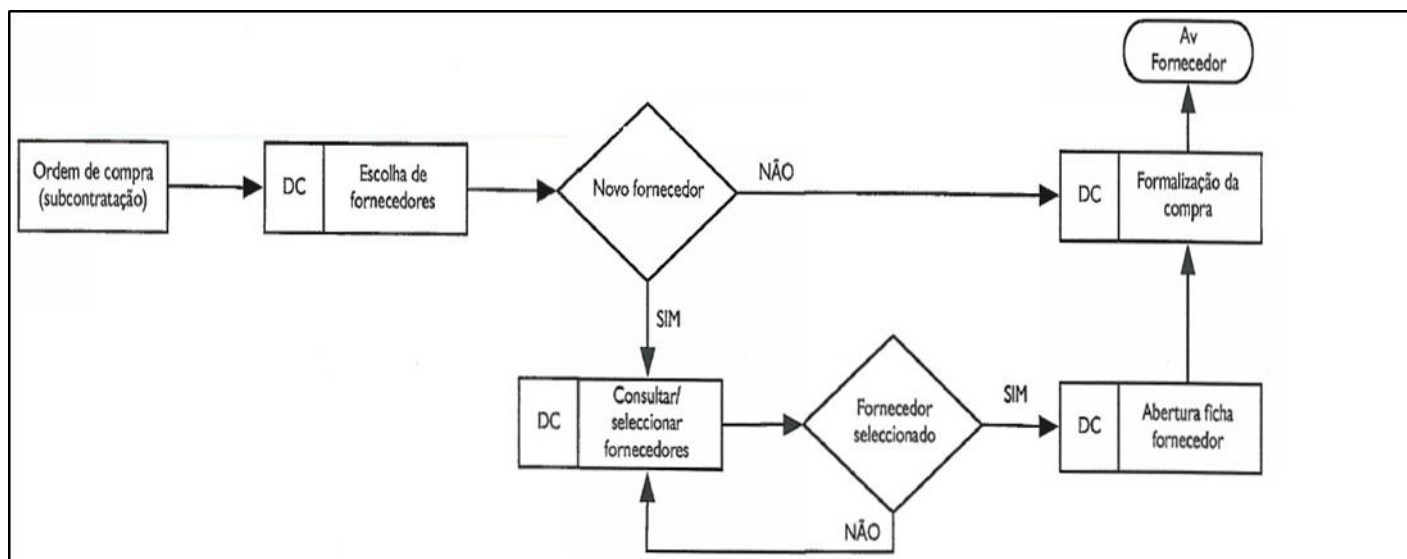 Av
Fornecedor
Ordem de compra
(subcontratação)
DC
Escolha de
fornecedores
Novo fornecedor
NÃO
DC
Formalização da
compra
SIM
DC
Consultar/
seleccionar
fornecedores
Fornecedor
seleccionado
SIM
DC
Abertura ficha
fornecedor
NÃO